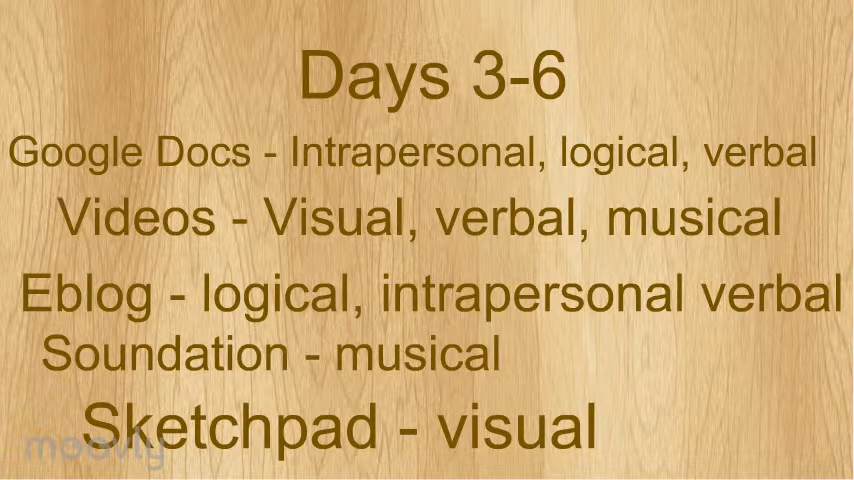 Days 3-6
Google Docs - Intrapersonal, logical, verbal
Videos - Visual, verbal, musical
Eblog - logical, intrapersonal verbal
Soundation - musical
Sketchpad - visual
moovly